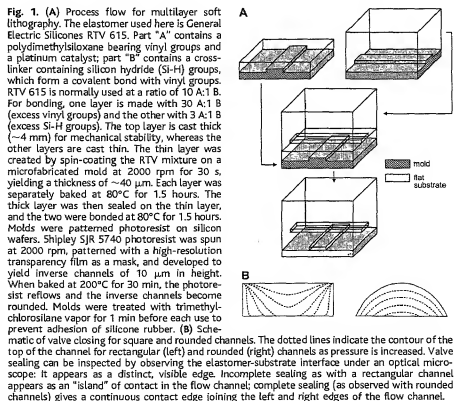 Fig. 1. (A) Process flow for multilayer soft
lithography. The elastomer used here is General
Electric Silicones RTV 615. Part "A" contains a
polydimethylsiloxane bearing vinyl groups and
a platinum catalyst; part "B" contains a cross-
linker containing silicon hydride (Si-H) groups,
which form a covalent bond with vinyl groups.
RTV 615 is normally used at a ratio of 10 A:1 B.
For bonding, one layer is made with 30 A:1 B
(excess vinyl groups) and the other with 3 A:1 B
(excess Si-H groups). The top layer is cast thick
(~4 mm) for mechanical stability, whereas the
other layers are cast thin. The thin layer was
created by spin-coating the RTV mixture on a
microfabricated mold at 2000 rpm for 30 s,
yielding a thickness of ~40 μm. Each layer was
separately baked at 80°C for 1.5 hours. The
thick layer was then sealed on the thin layer,
and the two were bonded at 80°C for 1.5 hours.
Molds were patterned photoresist on silicon
wafers. Shipley SJR 5740 photoresist was spun
at 2000 rpm, patterned with a high-resolution
transparency film as a mask, and developed to
yield inverse channels of 10 μm in height.
When baked at 200°C for 30 min, the photore-
sist reflows and the inverse channels become
rounded. Molds were treated with trimethyl-
chlorosilane vapor for 1 min before each use to
prevent adhesion of silicone rubber. (B) Sche-
matic of valve closing for square and rounded channels. The dotted lines indicate the contour of the
top of the channel for rectangular (left) and rounded (right) channels as pressure is increased. Valve
sealing can be inspected by observing the elastomer-substrate interface under an optical micro-
scope: It appears as a distinct, visible edge. Incomplete sealing as with a rectangular channel
appears as an "island" of contact in the flow channel; complete sealing (as observed with rounded
channels) gives a continuous contact edge joining the left and right edges of the flow channel.
A
mold
flat
substrate
B